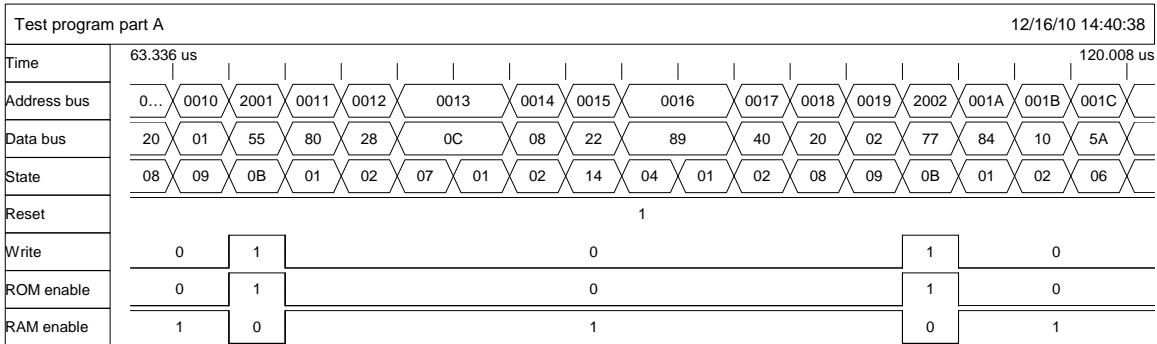 Test program part A 12/16/10 14:40:38
Time 63.336 us 120.008 us
Address bus 0... 0010 2001 0011 0012 0013 0014 0015 0016 0017 0018 0019 2002 001A 001B 001C
Data bus 20 01 55 80 28 0C 08 22 89 40 20 02 77 84 10 5A
State 08 09 0B 01 02 07 01 02 14 04 01 02 08 09 0B 01 02 06
Reset 1
Write 0 1 0 1 0
ROM enable 0 1 0 1 0
RAM enable 1 0 1 0 1